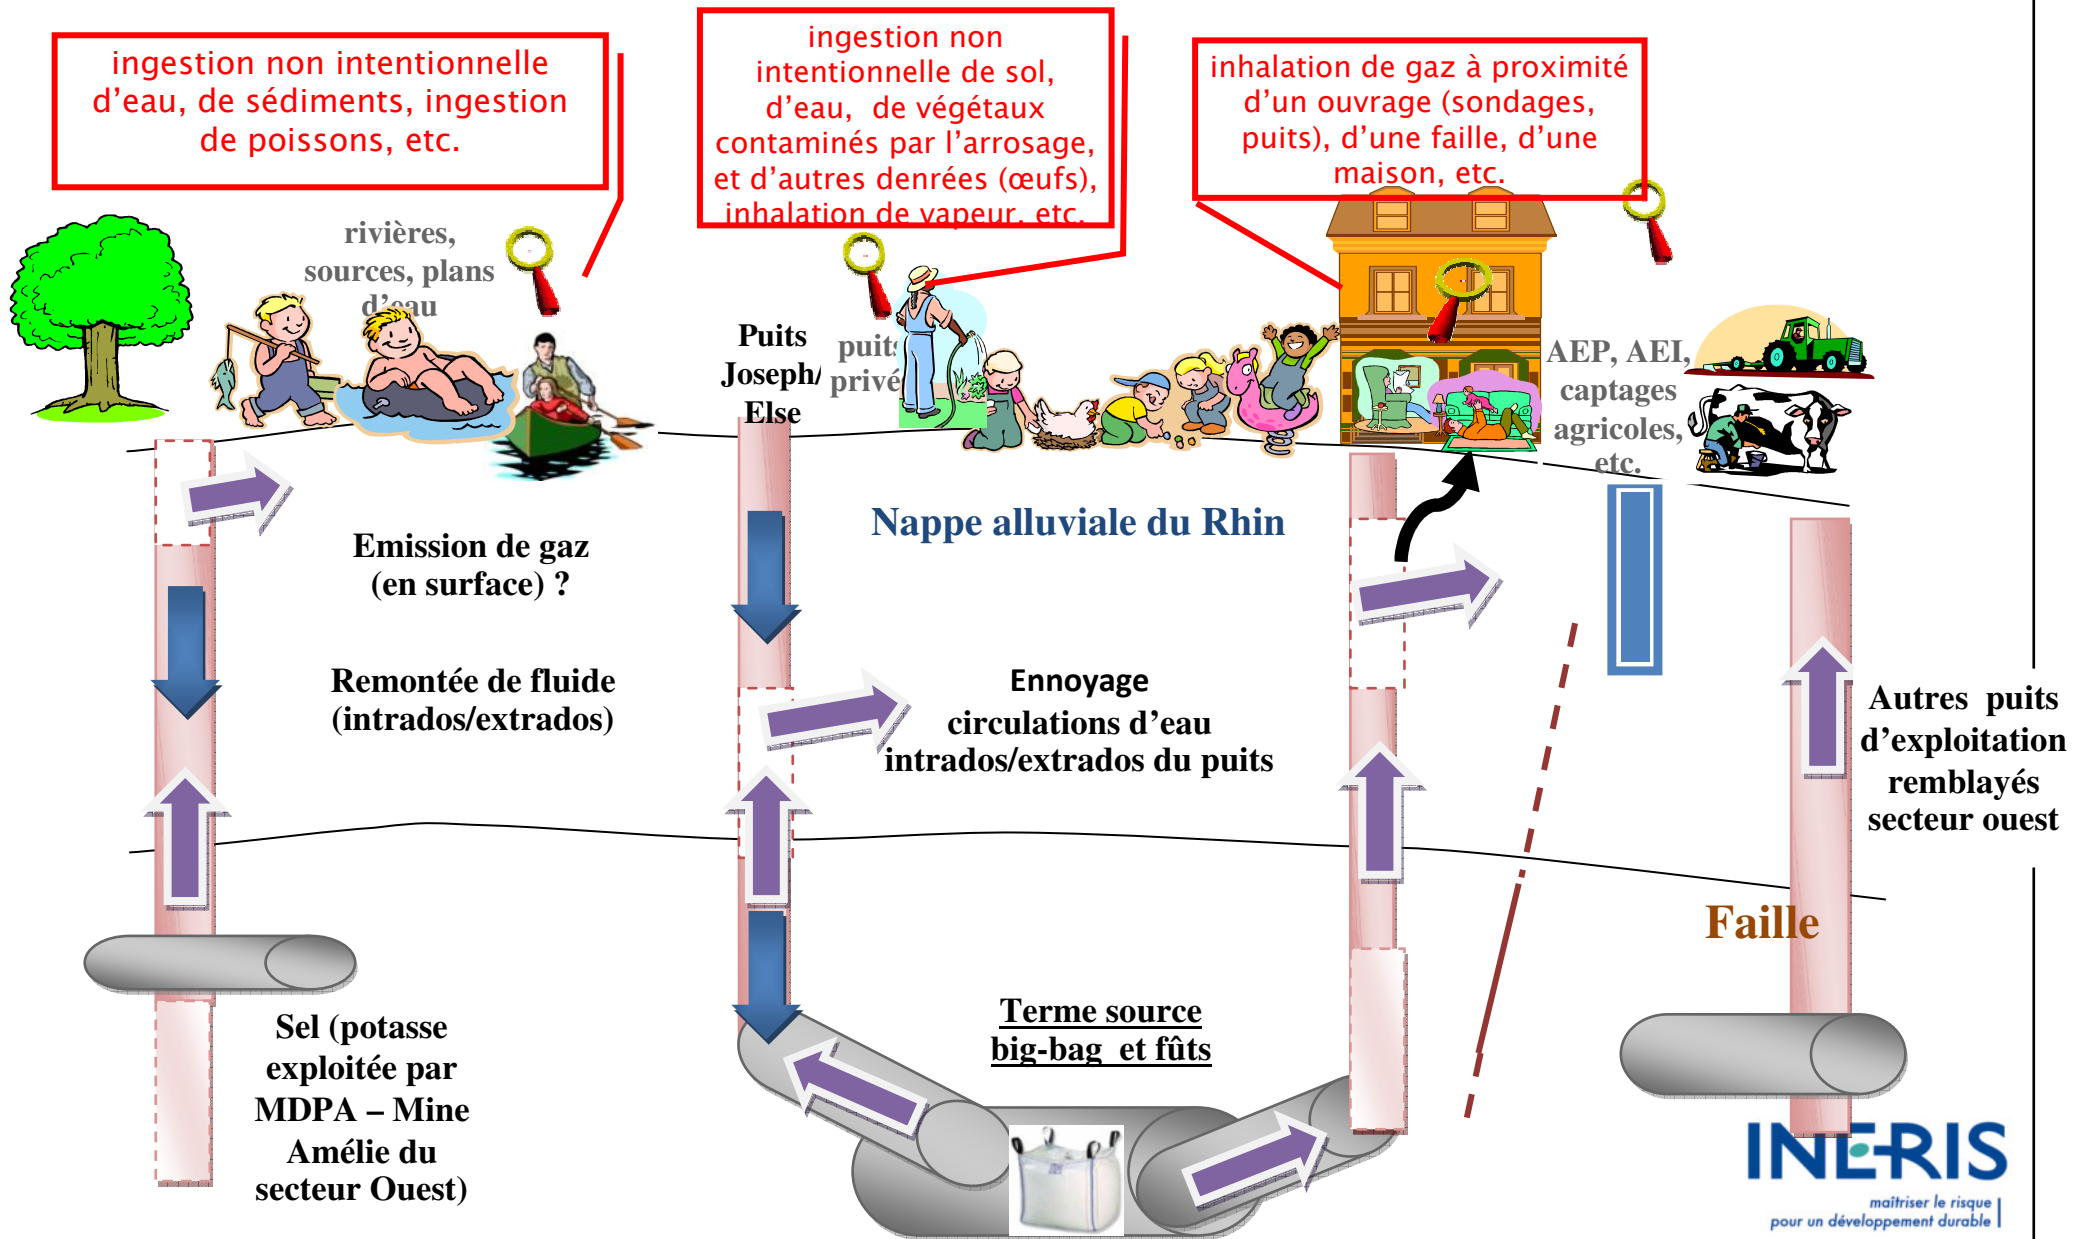 ingestion non intentionnelle
d’eau, de sédiments, ingestion
de poissons, etc.
ingestion non
intentionnelle de sol,
d’eau, de végétaux
contaminés par l’arrosage,
et d’autres denrées (œufs),
inhalation de vapeur, etc.
inhalation de gaz à proximité
d’un ouvrage (sondages,
puits), d’une faille, d’une
maison, etc.
rivières,
sources, plans
d’eau
Puits
Joseph/
Else
puits
privé
AEP, AEI,
captages
agricoles,
etc.
Nappe alluviale du Rhin
Emission de gaz
(en surface) ?
Remontée de fluide
(intrados/extrados)
Ennoyage
circulations d’eau
intrados/extrados du puits
Autres puits
d’exploitation
remblayés
secteur ouest
Faille
Terme source
big-bag et fûts
Sel (potasse
exploitée par
MDPA – Mine
Amélie du
secteur Ouest)
INERIS
maîtriser le risque
pour un développement durable